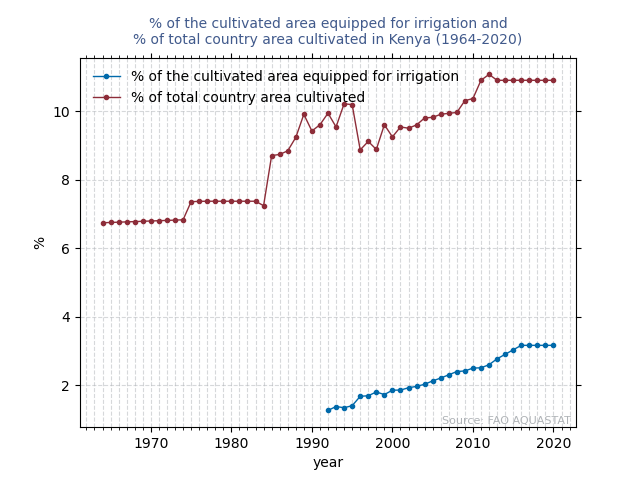 % of the cultivated area equipped for irrigation and
% of total country area cultivated in Kenya (1964-2020)
% of the cultivated area equipped for irrigation
% of total country area cultivated
%
10
8
6
4
2
Source: FAO AQUASTAT
1970 1980 1990 2000 2010 2020
year